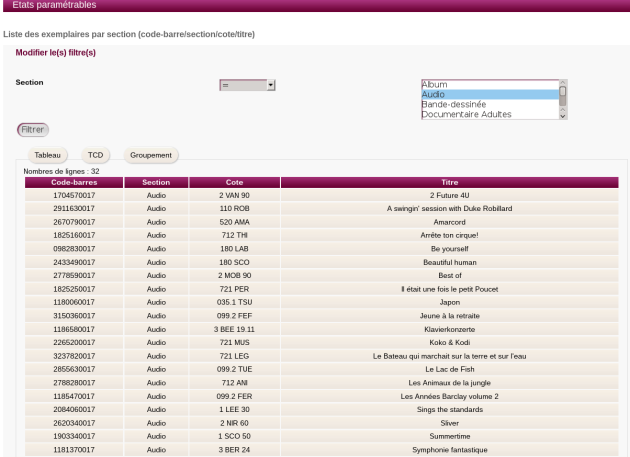 Etats paramétrables
Liste des exemplaires par section (code-barre/section/cote/titre)
Modifier le(s) filtre(s)
Section = Album
Audio
Bande-dessinée
Documentaire Adultes
Filtrer
Tableau TCD Groupement
Nombres de lignes : 32
Code-barres Section Cote Titre
1704570017 Audio 2 VAN 90 2 Future 4U
2911630017 Audio 110 ROB A swingin' session with Duke Robillard
2670790017 Audio 520 AMA Amarcord
1825160017 Audio 712 THI Arrête ton cirque!
0982830017 Audio 180 LAB Be yourself
2433490017 Audio 180 SCO Beautiful human
2778590017 Audio 2 MOB 90 Best of
1825250017 Audio 721 PER Il était une fois le petit Poucet
1180060017 Audio 035.1 TSU Japon
3150360017 Audio 099.2 FEF Jeune à la retraite
1186580017 Audio 3 BEE 19.11 Klavierkonzerte
2265200017 Audio 721 MUS Koko & Kodi
3237820017 Audio 721 LEG Le Bateau qui marchait sur la terre et sur l'eau
2855630017 Audio 099.2 TUE Le Lac de Fish
2788280017 Audio 712 ANI Les Animaux de la jungle
1185470017 Audio 099.2 FER Les Années Barclay volume 2
2084060017 Audio 1 LEE 30 Sings the standards
2620340017 Audio 2 NIR 60 Sliver
1903340017 Audio 1 SCO 50 Summertime
1181370017 Audio 3 BER 24 Symphonie fantastique